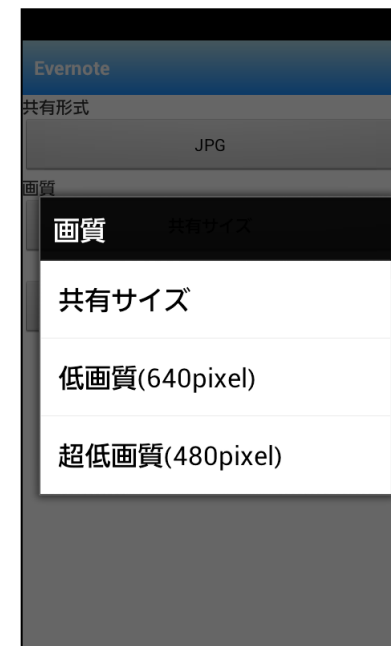 Evernote
共有形式
JPG
画質
画質
共有サイズ
共有サイズ
低画質(640pixel)
超低画質(480pixel)